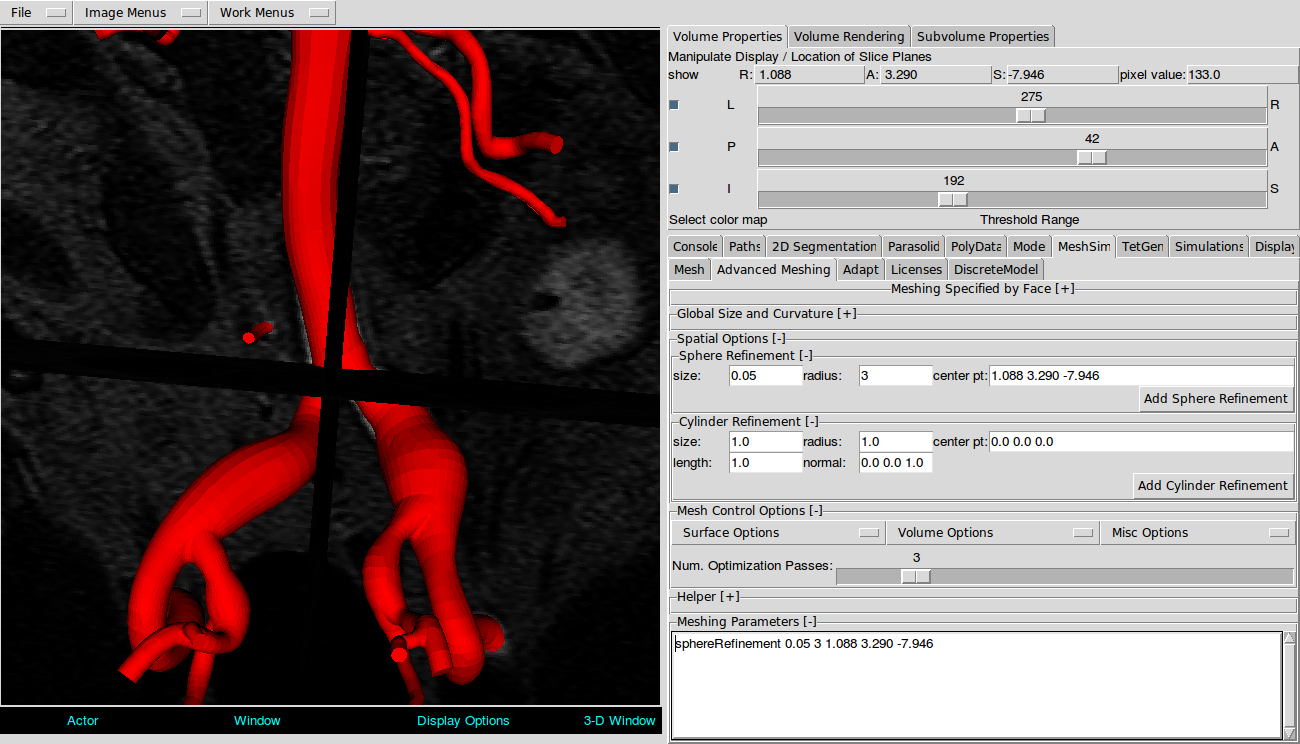 File Image Menus Work Menus
Volume Properties Volume Rendering Subvolume Properties
Manipulate Display / Location of Slice Planes
show R: 1.088 A: 3.290 S: -7.946 pixel value: 133.0
275
L R
42
P A
192
I S
Select color map Threshold Range
Console Paths 2D Segmentation Parasolid PolyData Mode MeshSim TetGen Simulations Display
Mesh Advanced Meshing Adapt Licenses DiscreteModel
Meshing Specified by Face [+]
Global Size and Curvature [+]
Spatial Options [-]
Sphere Refinement [-]
size: 0.05 radius: 3 center pt: 1.088 3.290 -7.946
Add Sphere Refinement
Cylinder Refinement [-]
size: 1.0 radius: 1.0 center pt: 0.0 0.0 0.0
length: 1.0 normal: 0.0 0.0 1.0
Add Cylinder Refinement
Mesh Control Options [-]
Surface Options Volume Options Misc Options
3
Num. Optimization Passes:
Helper [+]
Meshing Parameters [-]
sphereRefinement 0.05 3 1.088 3.290 -7.946
Actor Window Display Options 3-D Window